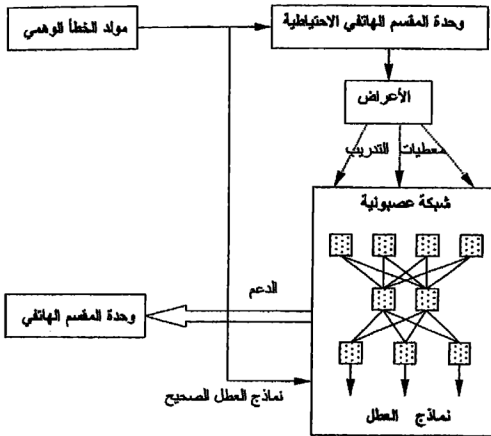 مولد الخطأ الوهمي
وحدة المقسم الهاتفي الاحتياطية
الأعراض
معطيات التدريب
شبكة عصبونية
الدعم
وحدة المقسم الهاتفي
نماذج العطل الصحيح
نماذج العطل